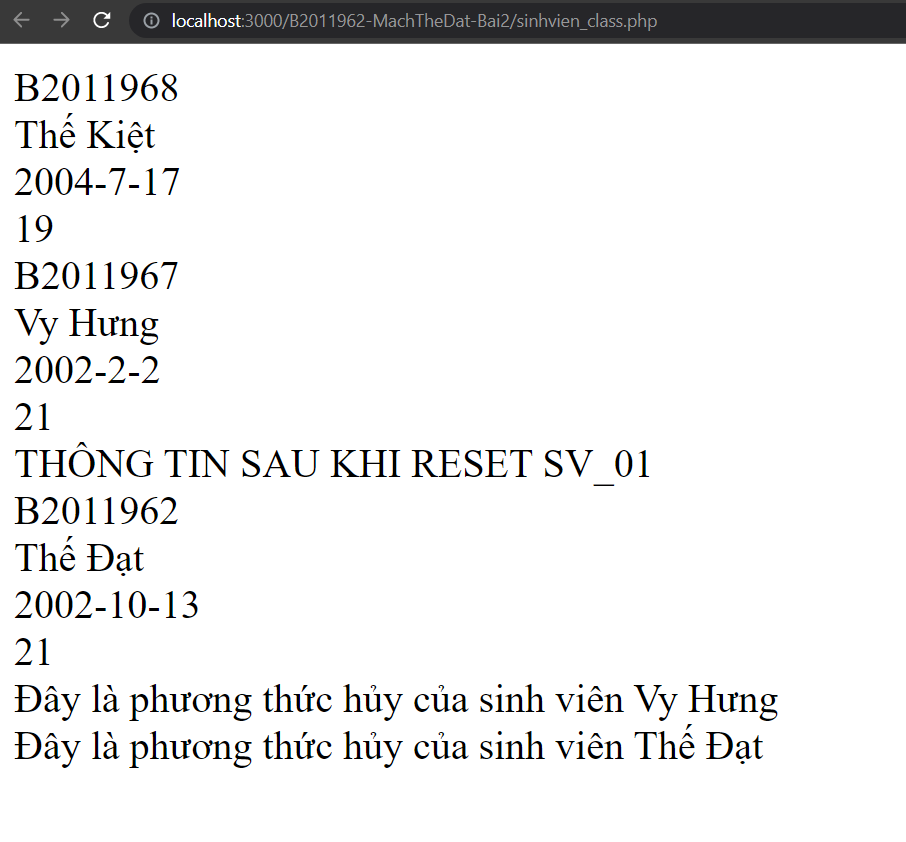 localhost:3000/B2011962-MachTheDat-Bai2/sinhvien_class.php
B2011968
Thế Kiệt
2004-7-17
19
B2011967
Vy Hưng
2002-2-2
21
THÔNG TIN SAU KHI RESET SV_01
B2011962
Thế Đạt
2002-10-13
21
Đây là phương thức hủy của sinh viên Vy Hưng
Đây là phương thức hủy của sinh viên Thế Đạt